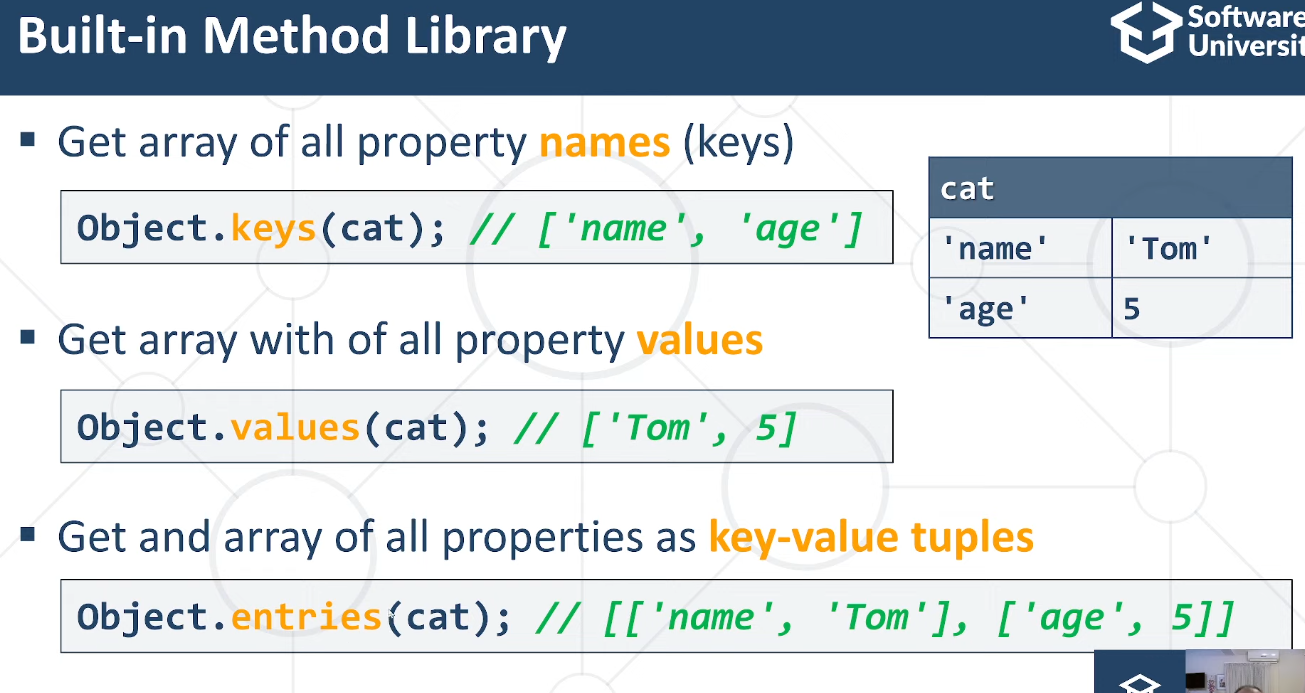 Built-in Method Library
Software
Universit
▪ Get array of all property names (keys)
Object.keys(cat); // ['name', 'age']
cat
'name' 'Tom'
'age' 5
▪ Get array with of all property values
Object.values(cat); // ['Tom', 5]
▪ Get and array of all properties as key-value tuples
Object.entries(cat); // [['name', 'Tom'], ['age', 5]]